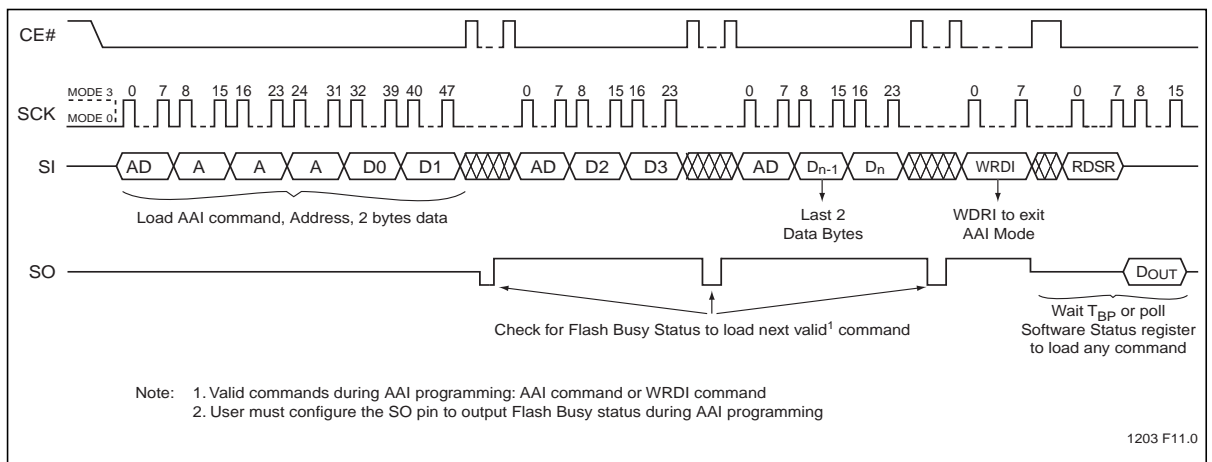 CE#
MODE 3 0 7 8 15 16 23 24 31 32 39 40 47 0 7 8 15 16 23 0 7 8 15 16 23 0 7 0 7 8 15
SCK MODE 0
SI AD A A A D0 D1 AD D2 D3 AD Dn-1 Dn WRDI RDSR
Load AAI command, Address, 2 bytes data
Last 2
Data Bytes
WDRI to exit
AAI Mode
SO DOUT
Check for Flash Busy Status to load next valid1 command
Wait TBP or poll
Software Status register
to load any command
Note: 1. Valid commands during AAI programming: AAI command or WRDI command
2. User must configure the SO pin to output Flash Busy status during AAI programming
1203 F11.0